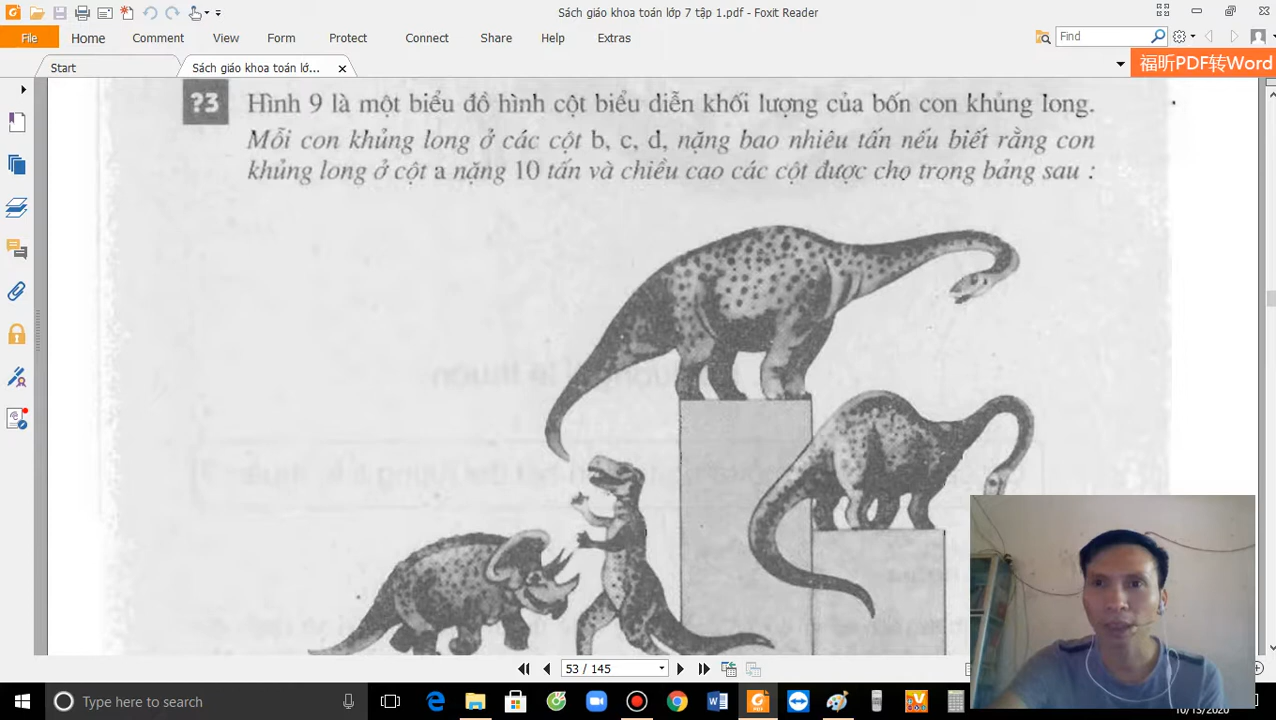 Sách giáo khoa toán lớp 7 tập 1.pdf - Foxit Reader
File Home Comment View Form Protect Connect Share Help Extras
Find
Start
Sách giáo khoa toán lớ...
福昕PDF转Word
?3 Hình 9 là một biểu đồ hình cột biểu diễn khối lượng của bốn con khủng long.
Mỗi con khủng long ở các cột b, c, d, nặng bao nhiêu tấn nếu biết rằng con
khủng long ở cột a nặng 10 tấn và chiều cao các cột được cho trong bảng sau :
53 / 145
Type here to search
10/15/2020